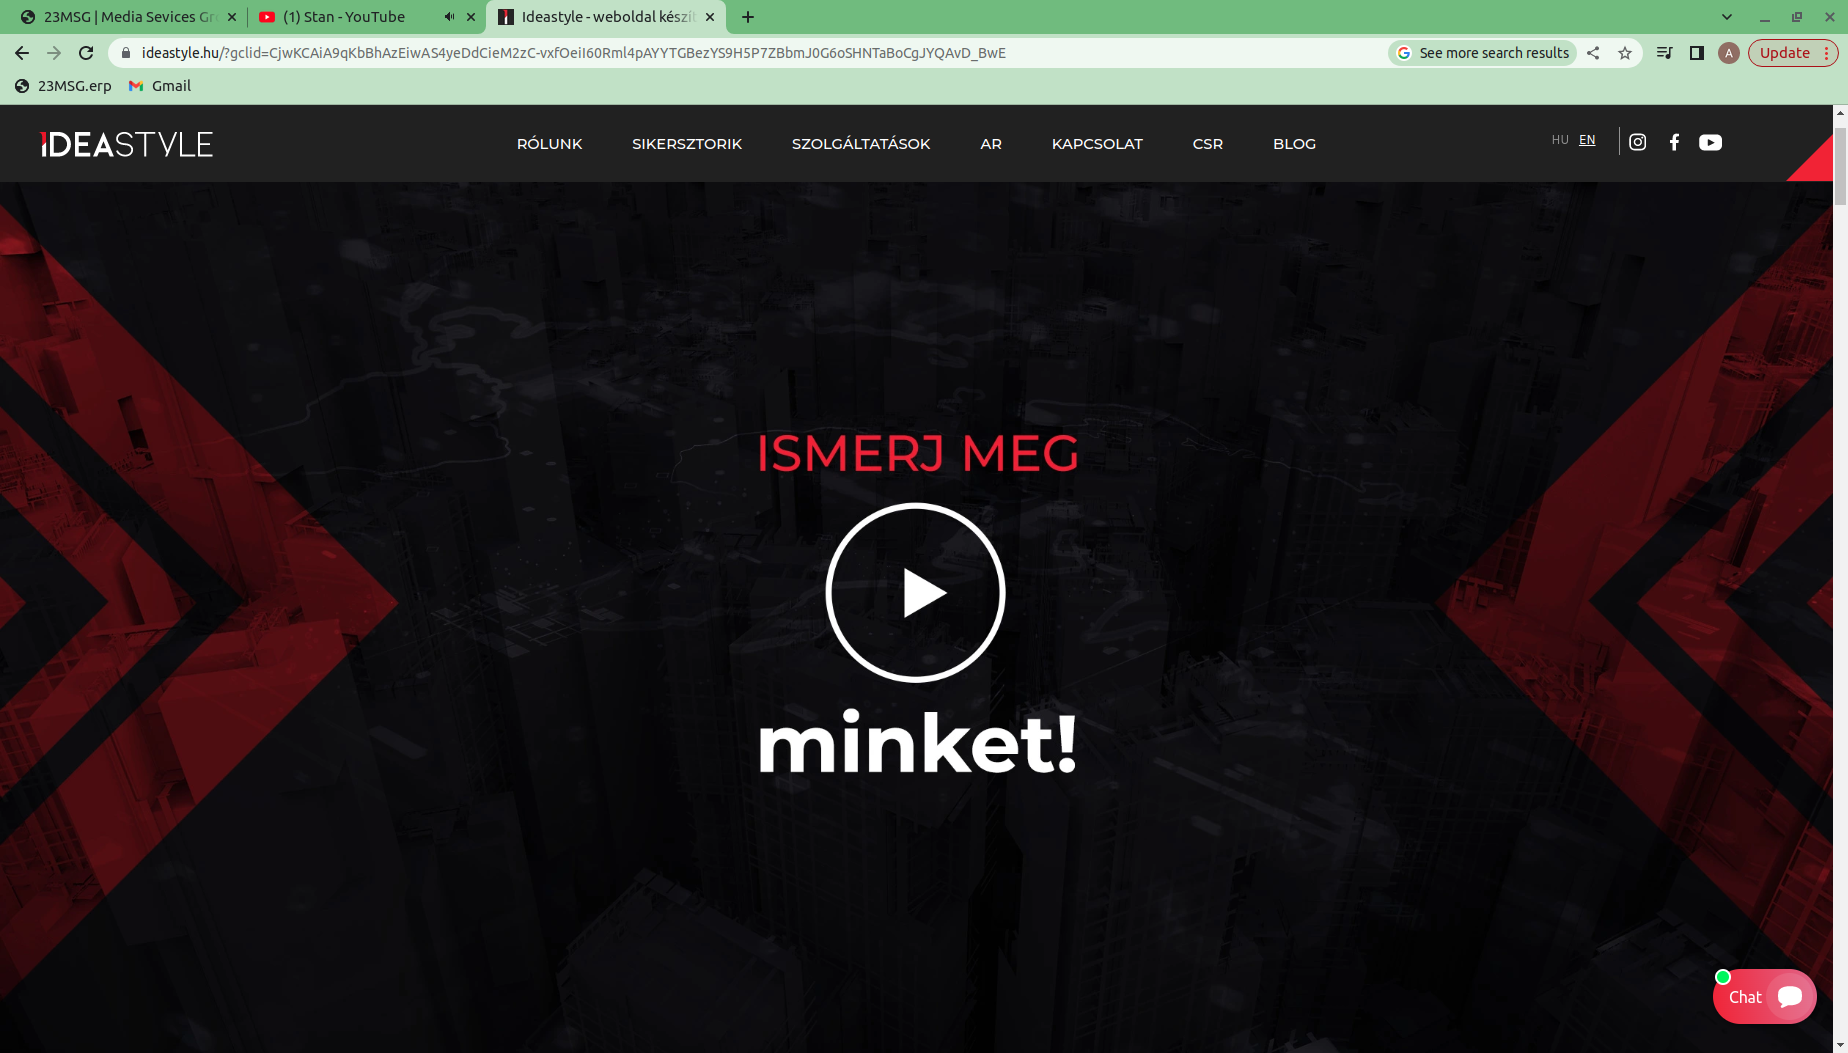 23MSG | Media Sevices Gr
(1) Stan - YouTube
Ideastyle - weboldal készít
ideastyle.hu/?gclid=CjwKCAiA9qKbBhAzEiwAS4yeDdCieM2zC-vxfOeiI60Rml4pAYYTGBezYS9H5P7ZBbmJ0G6oSHNTaBoCgJYQAvD_BwE
See more search results
A
Update
23MSG.erp
Gmail
IDEASTYLE
RÓLUNK
SIKERSZTORIK
SZOLGÁLTATÁSOK
AR
KAPCSOLAT
CSR
BLOG
HU
EN
ISMERJ MEG
minket!
Chat